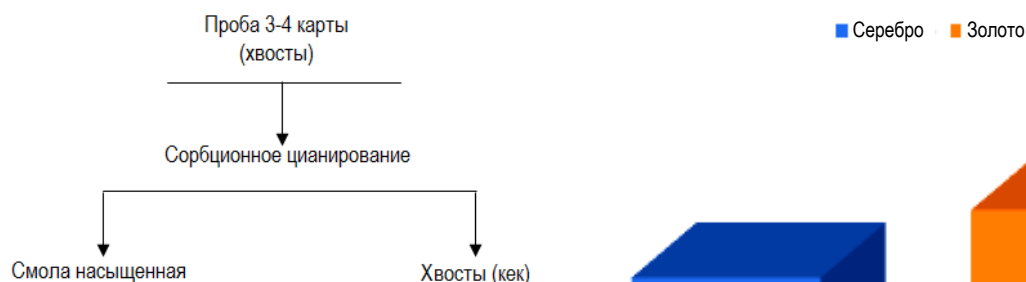 Проба 3-4 карты
(хвосты)
Сорбционное цианирование
Смола насыщенная
Хвосты (кек)
Серебро
Золото